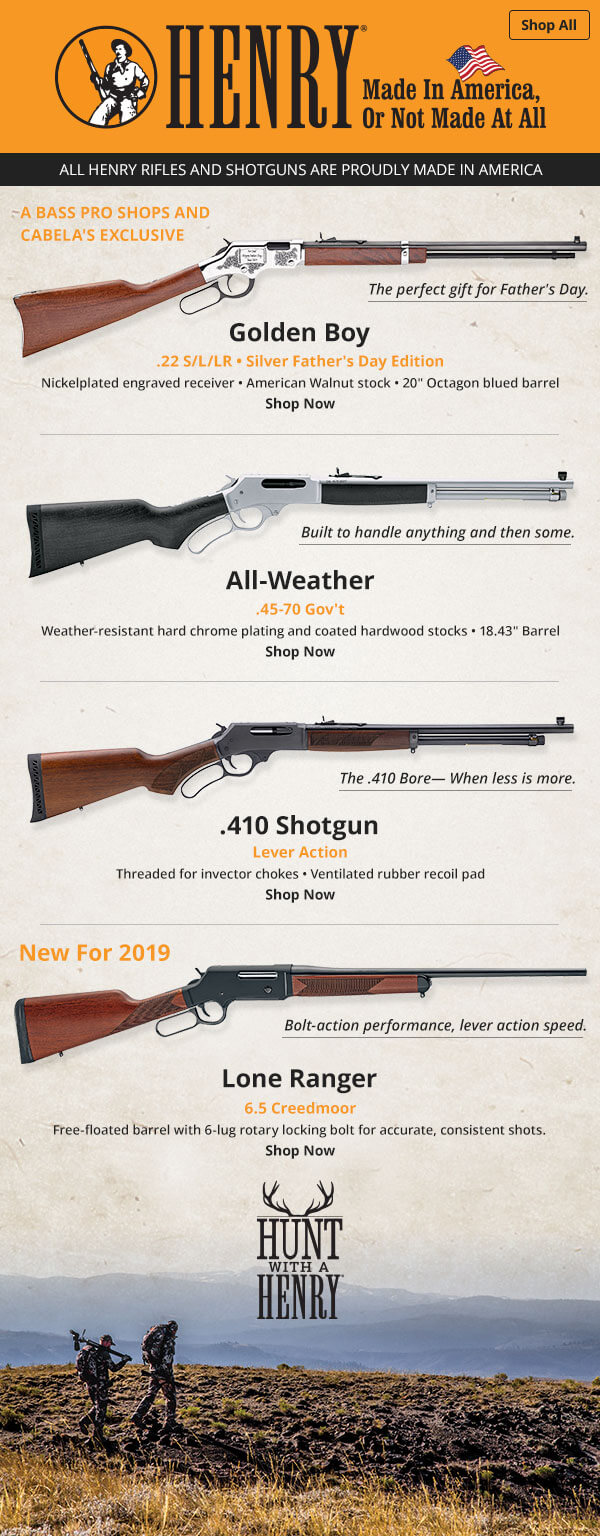 Shop All
HENRY®
Made In America,
Or Not Made At All
ALL HENRY RIFLES AND SHOTGUNS ARE PROUDLY MADE IN AMERICA
A BASS PRO SHOPS AND
CABELA'S EXCLUSIVE
The perfect gift for Father's Day.
Golden Boy
.22 S/L/LR • Silver Father's Day Edition
Nickelplated engraved receiver • American Walnut stock • 20" Octagon blued barrel
Shop Now
Built to handle anything and then some.
All-Weather
.45-70 Gov't
Weather-resistant hard chrome plating and coated hardwood stocks • 18.43" Barrel
Shop Now
The .410 Bore— When less is more.
.410 Shotgun
Lever Action
Threaded for invector chokes • Ventilated rubber recoil pad
Shop Now
New For 2019
Bolt-action performance, lever action speed.
Lone Ranger
6.5 Creedmoor
Free-floated barrel with 6-lug rotary locking bolt for accurate, consistent shots.
Shop Now
HUNT
WITH A
HENRY